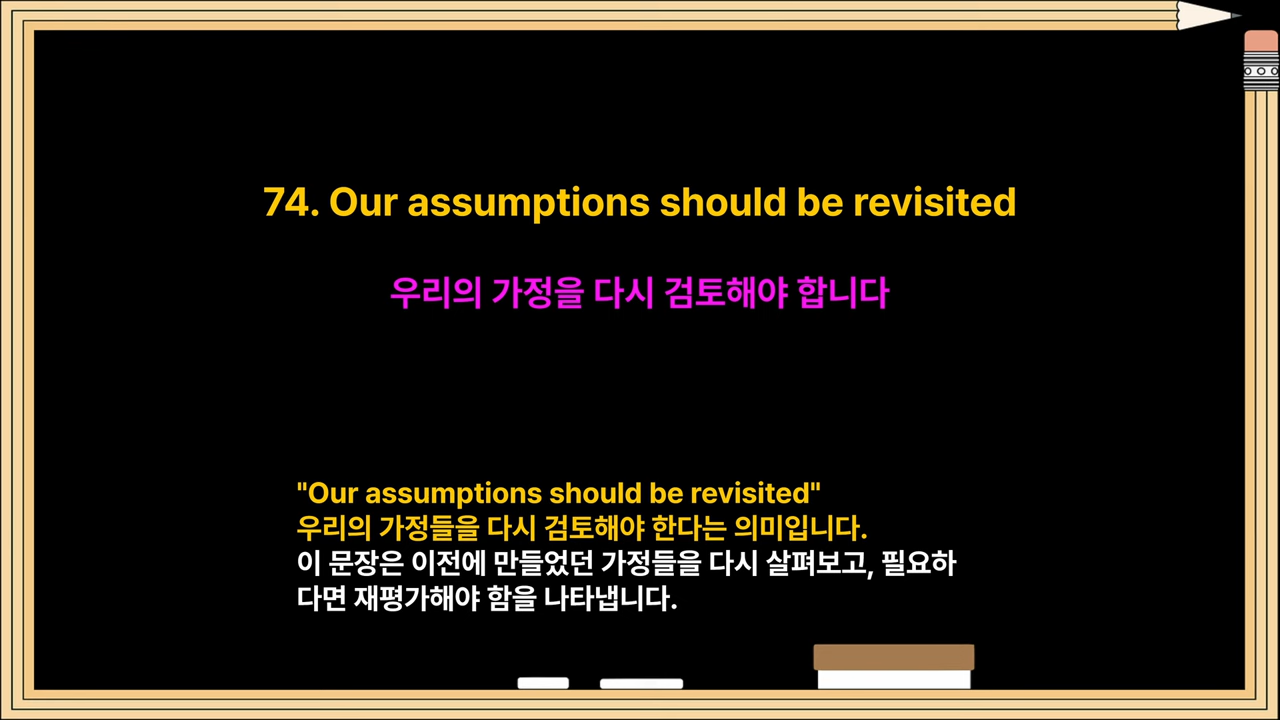 74. Our assumptions should be revisited
우리의 가정을 다시 검토해야 합니다
"Our assumptions should be revisited"
우리의 가정들을 다시 검토해야 한다는 의미입니다.
이 문장은 이전에 만들었던 가정들을 다시 살펴보고, 필요하
다면 재평가해야 함을 나타냅니다.